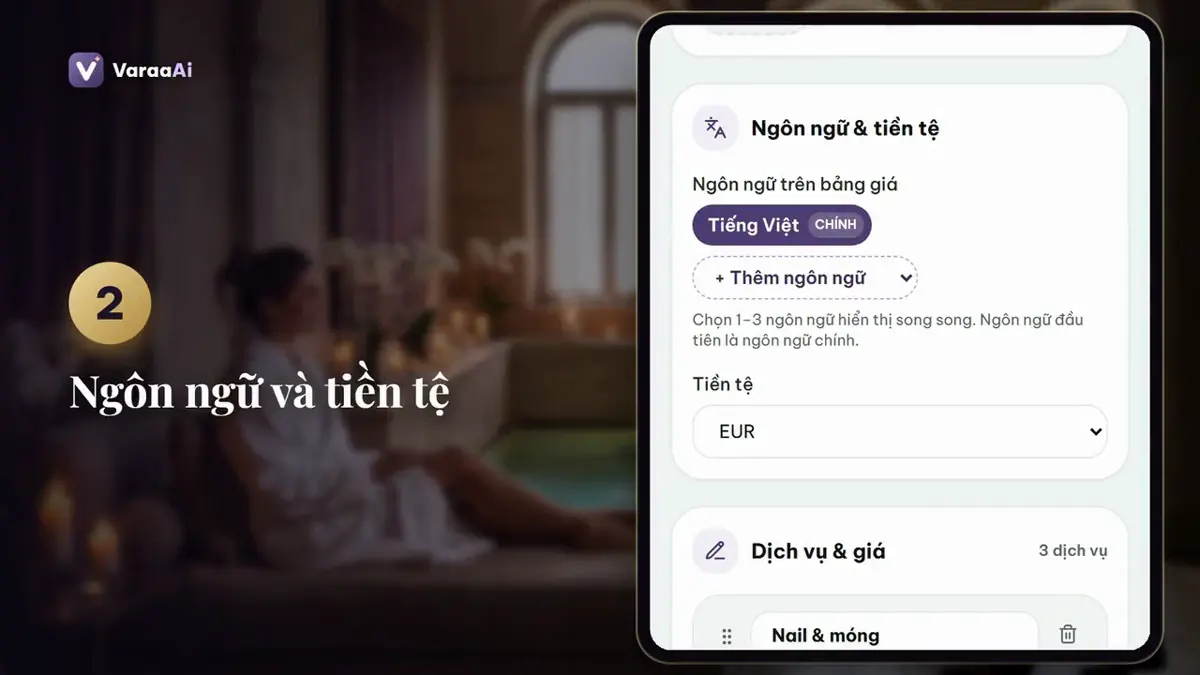 VaraaAi
2
Ngôn ngữ và tiền tệ
Ngôn ngữ & tiền tệ
Ngôn ngữ trên bảng giá
Tiếng Việt CHÍNH
+ Thêm ngôn ngữ
Chọn 1–3 ngôn ngữ hiển thị song song. Ngôn ngữ đầu
tiên là ngôn ngữ chính.
Tiền tệ
EUR
Dịch vụ & giá
3 dịch vụ
Nail & móng